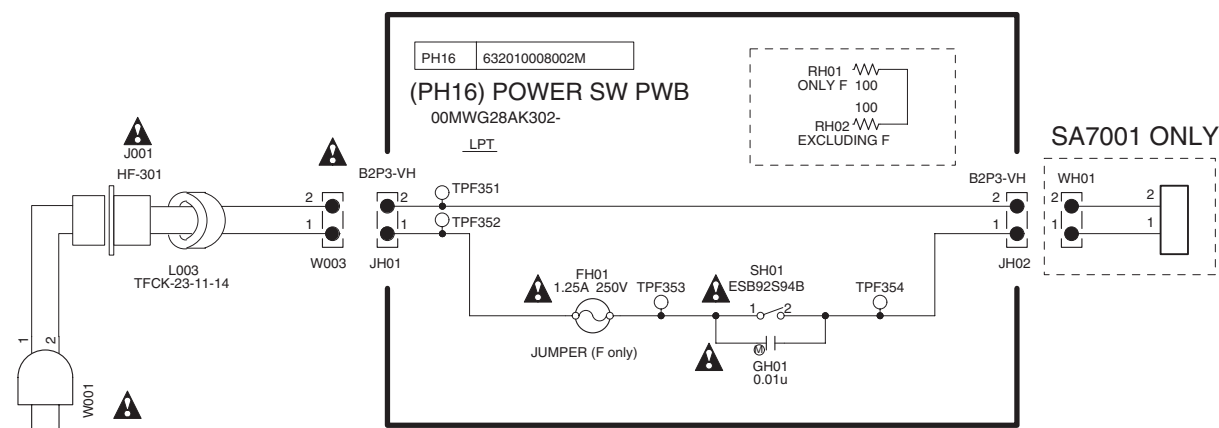 PH16 632010008002M
(PH16) POWER SW PWB
00MWG28AK302-
LPT
RH01
ONLY F 100
100
RH02
EXCLUDING F
SA7001 ONLY
J001
HF-301
B2P3-VH
TPF351
TPF352
B2P3-VH
WH01
2
1
2
1
2
1
2
1
2
1
L003
TFCK-23-11-14
W003
JH01
JH02
FH01
1.25A 250V
TPF353
SH01
ESB92S94B
1 2
TPF354
JUMPER (F only)
M
GH01
0.01u
1
2
W001